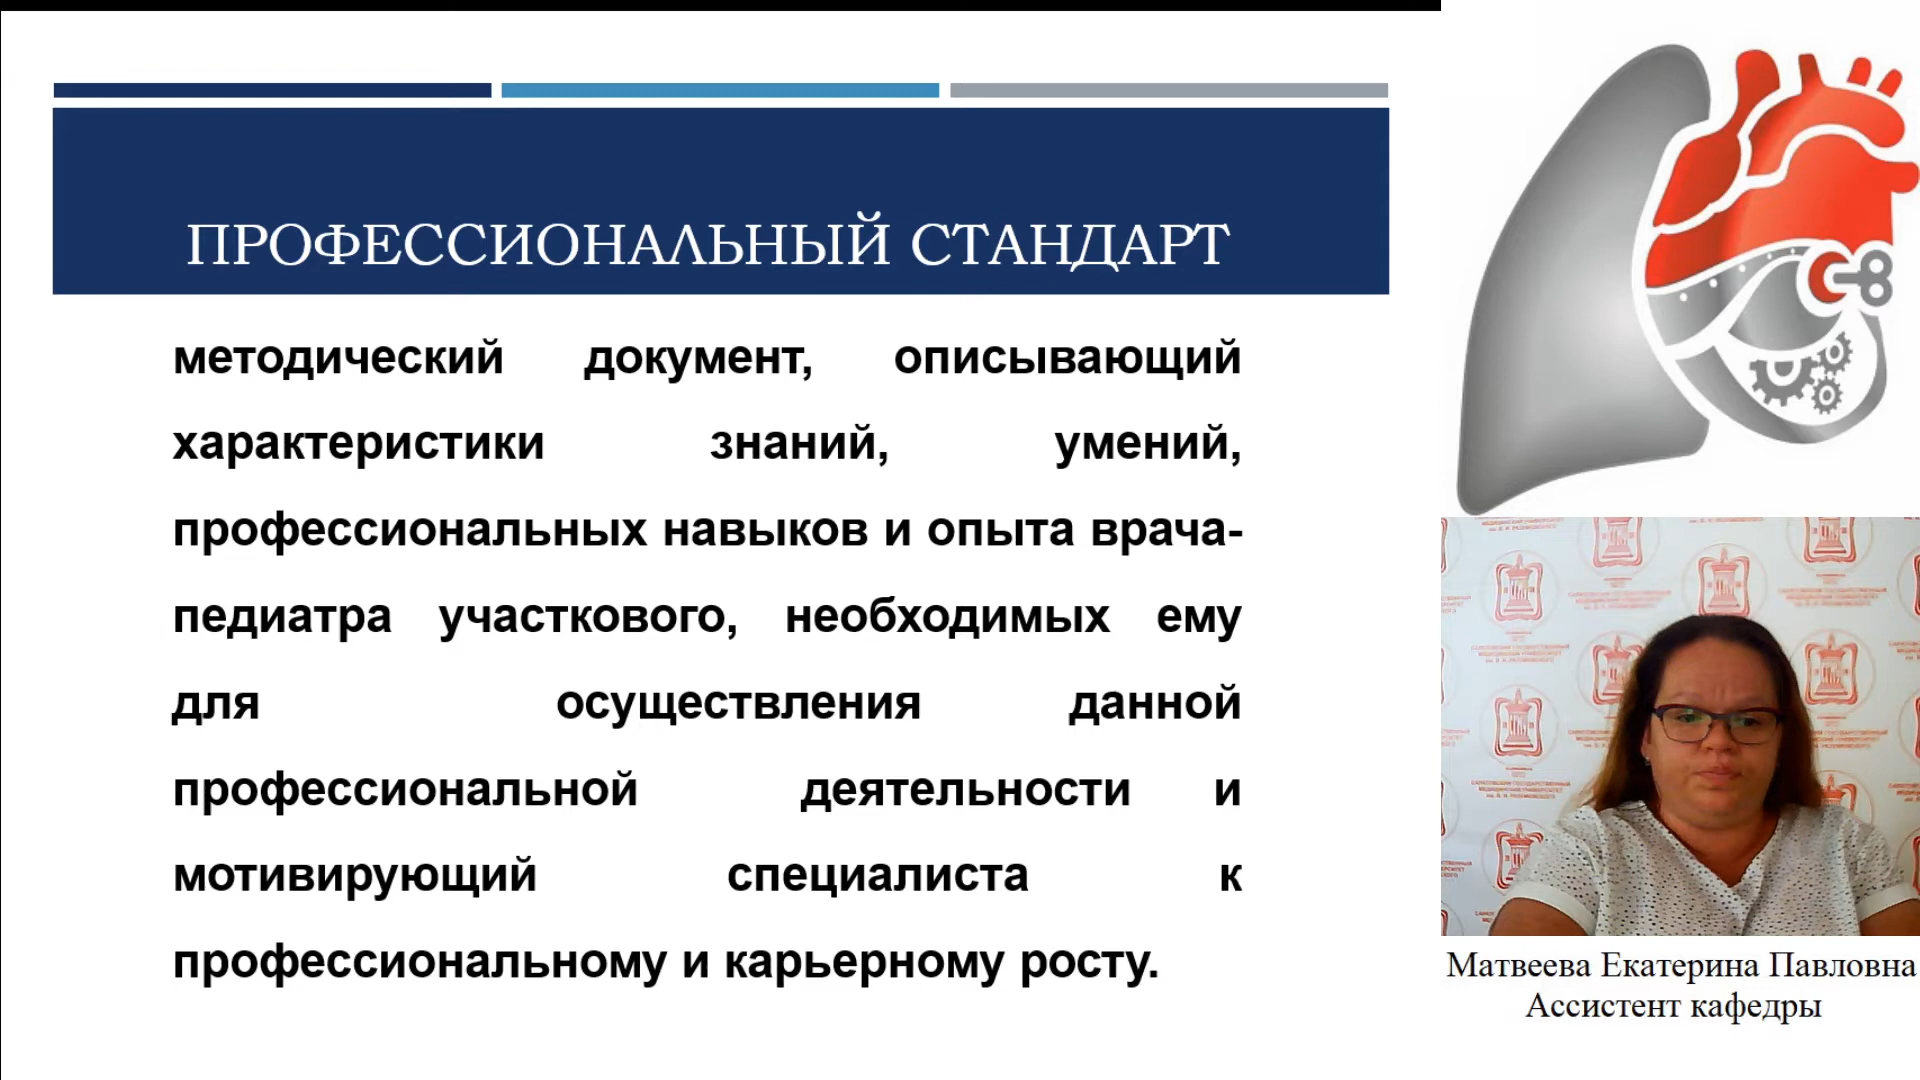 ПРОФЕССИОНАЛЬНЫЙ СТАНДАРТ
методический документ, описывающий
характеристики знаний, умений,
профессиональных навыков и опыта врача-
педиатра участкового, необходимых ему
для осуществления данной
профессиональной деятельности и
мотивирующий специалиста к
профессиональному и карьерному росту.
Матвеева Екатерина Павловна
Ассистент кафедры